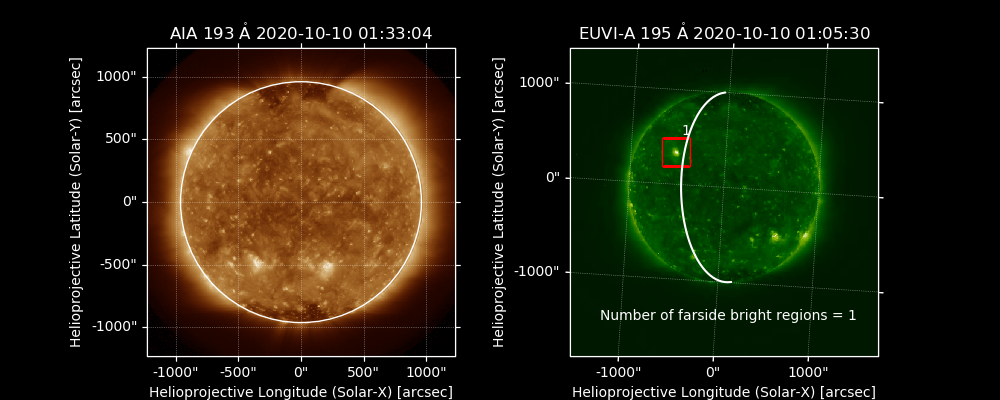 AIA 193 Å 2020-10-10 01:33:04
1000"
500"
0"
-500"
-1000"
-1000"
-500"
0"
500"
1000"
Helioprojective Longitude (Solar-X) [arcsec]
Helioprojective Latitude (Solar-Y) [arcsec]
EUVI-A 195 Å 2020-10-10 01:05:30
1000"
0"
-1000"
1
Number of farside bright regions = 1
-1000"
0"
1000"
Helioprojective Longitude (Solar-X) [arcsec]
Helioprojective Latitude (Solar-Y) [arcsec]